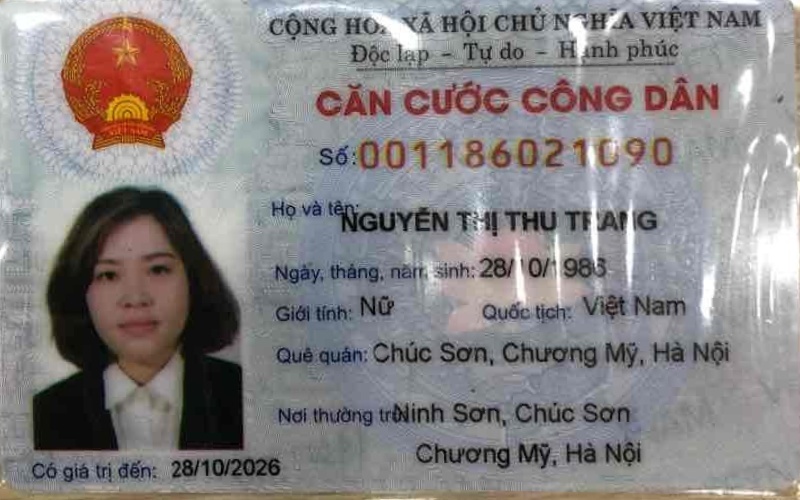 CỘNG HOÀ XÃ HỘI CHỦ NGHĨA VIỆT NAM
Độc lập - Tự do - Hạnh phúc
CĂN CƯỚC CÔNG DÂN
Số: 001186021090
Họ và tên: NGUYỄN THỊ THU TRANG
Ngày, tháng, năm, sinh: 28/10/1986
Giới tính: Nữ Quốc tịch: Việt Nam
Quê quán: Chúc Sơn, Chương Mỹ, Hà Nội
Nơi thường trú: Ninh Sơn, Chúc Sơn
Chương Mỹ, Hà Nội
Có giá trị đến: 28/10/2026